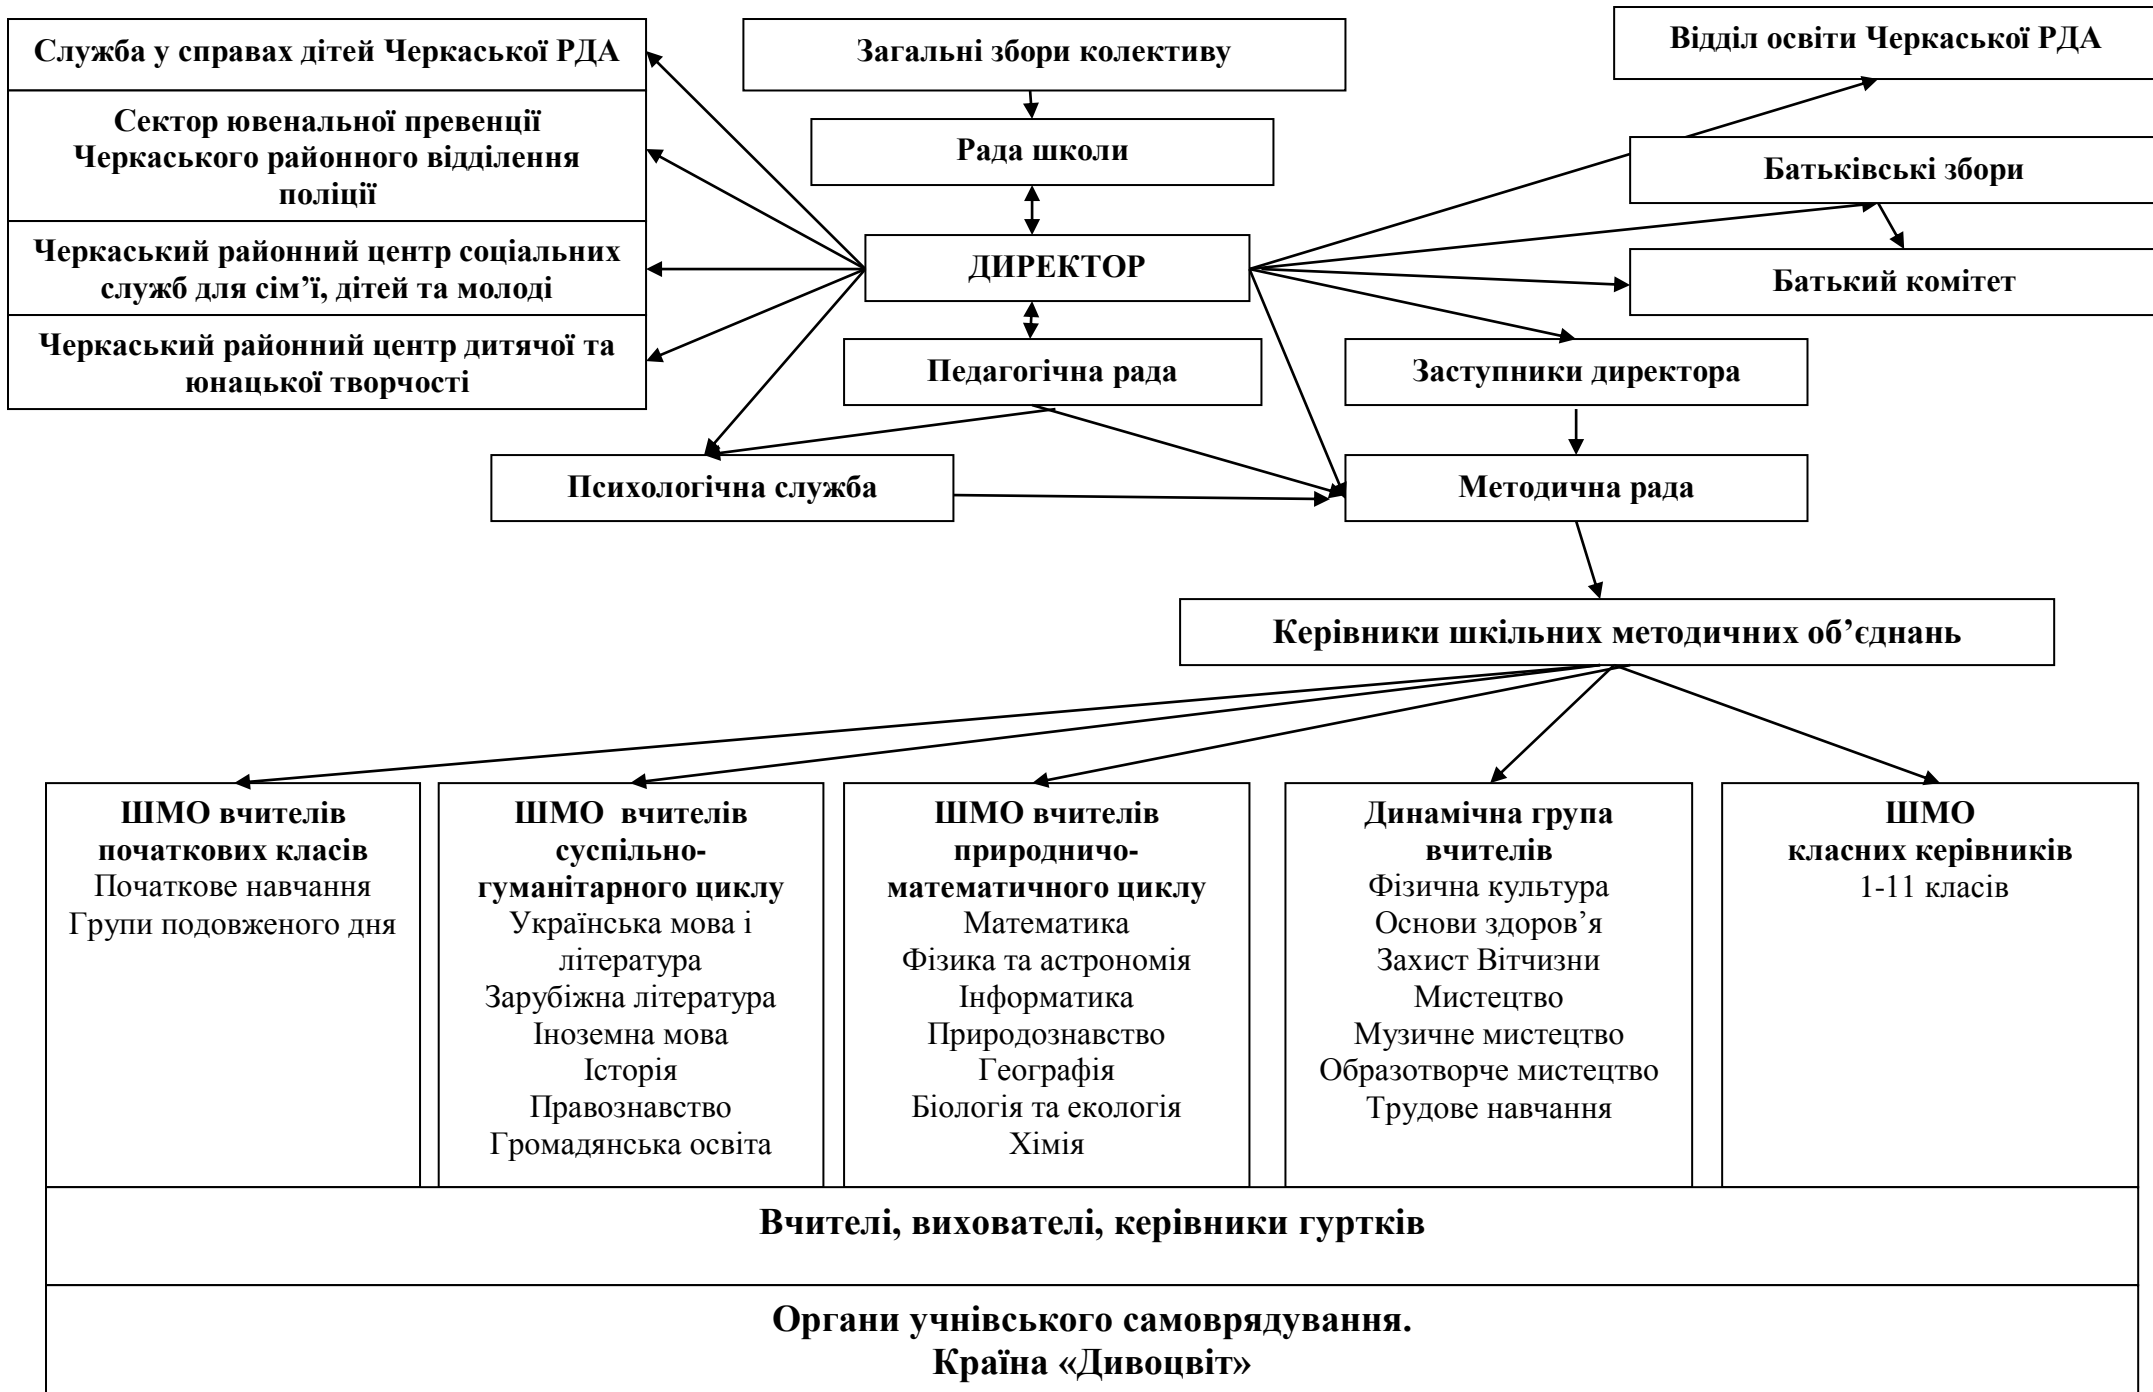 Служба у справах дітей Черкаської РДА
Загальні збори колективу
Відділ освіти Черкаської РДА
Сектор ювенальної превенції
Черкаського районного відділення
поліції
Рада школи
Батьківські збори
Черкаський районний центр соціальних
служб для сім’ї, дітей та молоді
ДИРЕКТОР
Батький комітет
Черкаський районний центр дитячої та
юнацької творчості
Педагогічна рада
Заступники директора
Психологічна служба
Методична рада
Керівники шкільних методичних об’єднань
ШМО вчителів
початкових класів
Початкове навчання
Групи подовженого дня
ШМО вчителів
суспільно-
гуманітарного циклу
Українська мова і
література
Зарубіжна література
Іноземна мова
Історія
Правознавство
Громадянська освіта
ШМО вчителів
природничо-
математичного циклу
Математика
Фізика та астрономія
Інформатика
Природознавство
Географія
Біологія та екологія
Хімія
Динамічна група
вчителів
Фізична культура
Основи здоров’я
Захист Вітчизни
Мистецтво
Музичне мистецтво
Образотворче мистецтво
Трудове навчання
ШМО
класних керівників
1-11 класів
Вчителі, вихователі, керівники гуртків
Органи учнівського самоврядування.
Країна «Дивоцвіт»